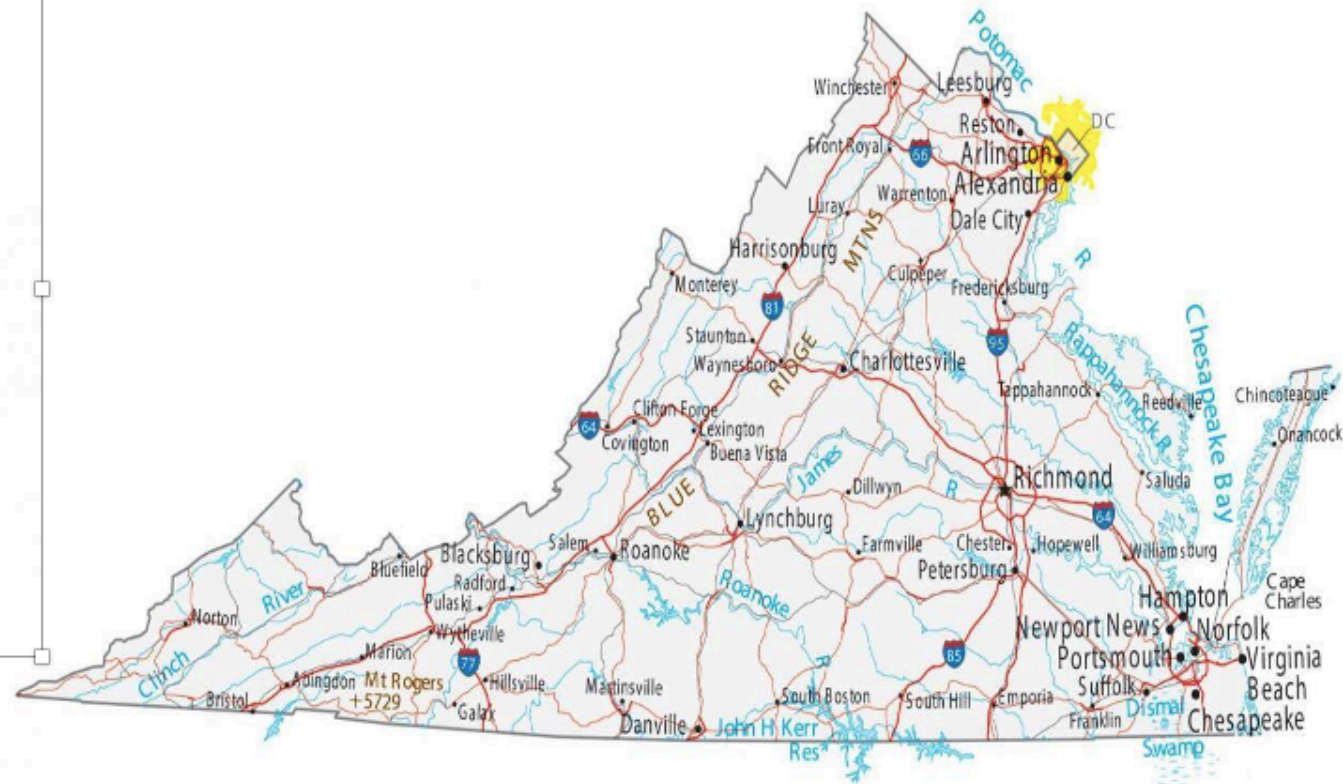 Potomac
Winchester
Leesburg
DC
Reston
Front Royal
66
Arlington
Alexandria
Warrenton
Luray
Dale City
MTNS
Harrisonburg
R
Culpeper
Monterey
Fredericksburg
81
Chesapeake Bay
Staunton
95
Rappahannock R
Waynesboro
RIDGE
Charlottesville
Tappahannock
Reedville
Chincoteague
Clifton Forge
64
Lexington
Covington
Onancock
Buena Vista
James
Richmond
Saluda
Dillwyn
R
BLUE
64
Lynchburg
Salem
Roanoke
Farmville
Chester
Hopewell
Williamsburg
Blacksburg
Bluefield
Petersburg
Radford
Roanoke
River
Cape
Charles
Pulaski
Hampton
Norton
Newport News
Norfolk
Wytheville
Marion
77
85
Portsmouth
Virginia
Beach
Clinch
R
Abingdon
Mt Rogers
+5729
Hillsville
Martinsville
Suffolk
Bristol
South Boston
South Hill
Emporia
Dismal
Swamp
Galax
Franklin
Chesapeake
Danville
John H Kerr
Res